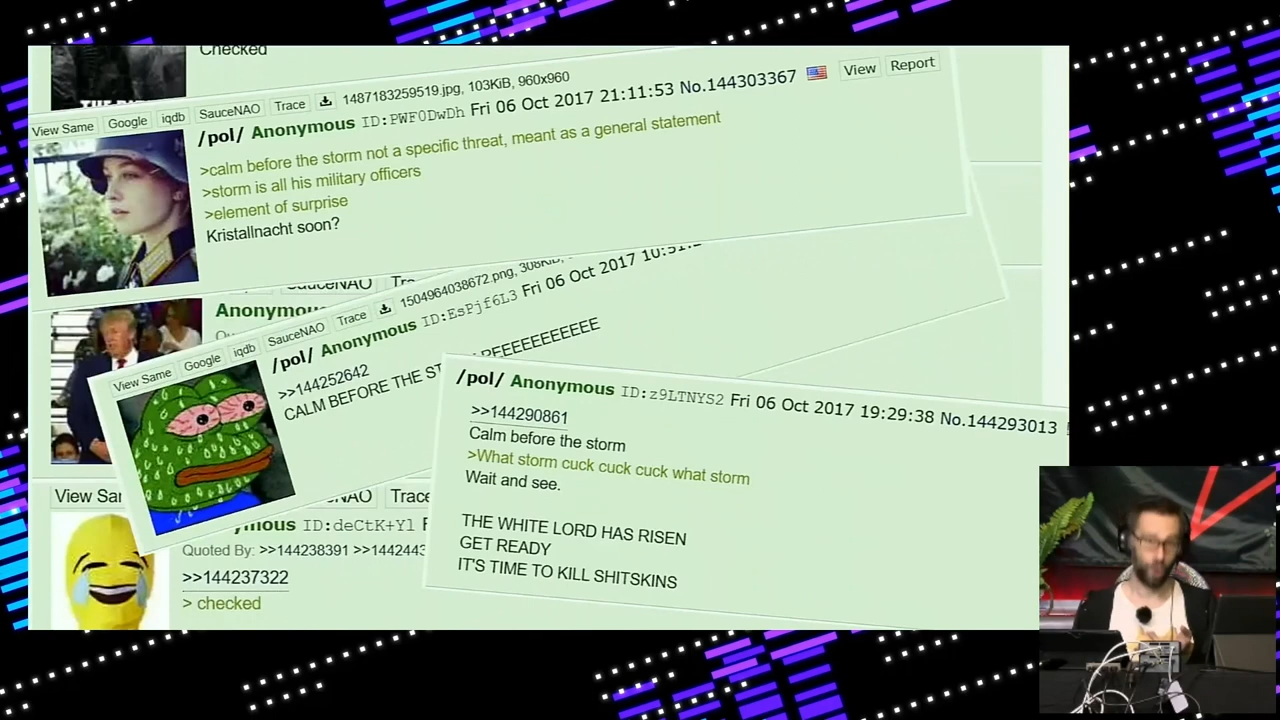 Checked
1487183259519.jpg, 103KiB, 960x960
View Same Google iqdb SauceNAO Trace
/pol/ Anonymous ID:PWFODwDh Fri 06 Oct 2017 21:11:53 No.144303367 View Report
>calm before the storm not a specific threat, meant as a general statement
>storm is all his military officers
>element of surprise
Kristallnacht soon?
SauceNAO
Anonymous
1504964038672.png, 308KiB,
View Same Google iqdb SauceNAO Trace
/pol/ Anonymous ID:EsPjf6L3 Fri 06 Oct 2017
>>144252642
CALM BEFORE THE ST
/pol/ Anonymous ID:z9LTNYS2 Fri 06 Oct 2017 19:29:38 No.144293013
>>144290861
Calm before the storm
>What storm cuck cuck cuck what storm
Wait and see.
THE WHITE LORD HAS RISEN
GET READY
IT'S TIME TO KILL SHITSKINS
View Trace
ID:deCtK+Yl
Quoted By: >>144238391
>>144237322
> checked